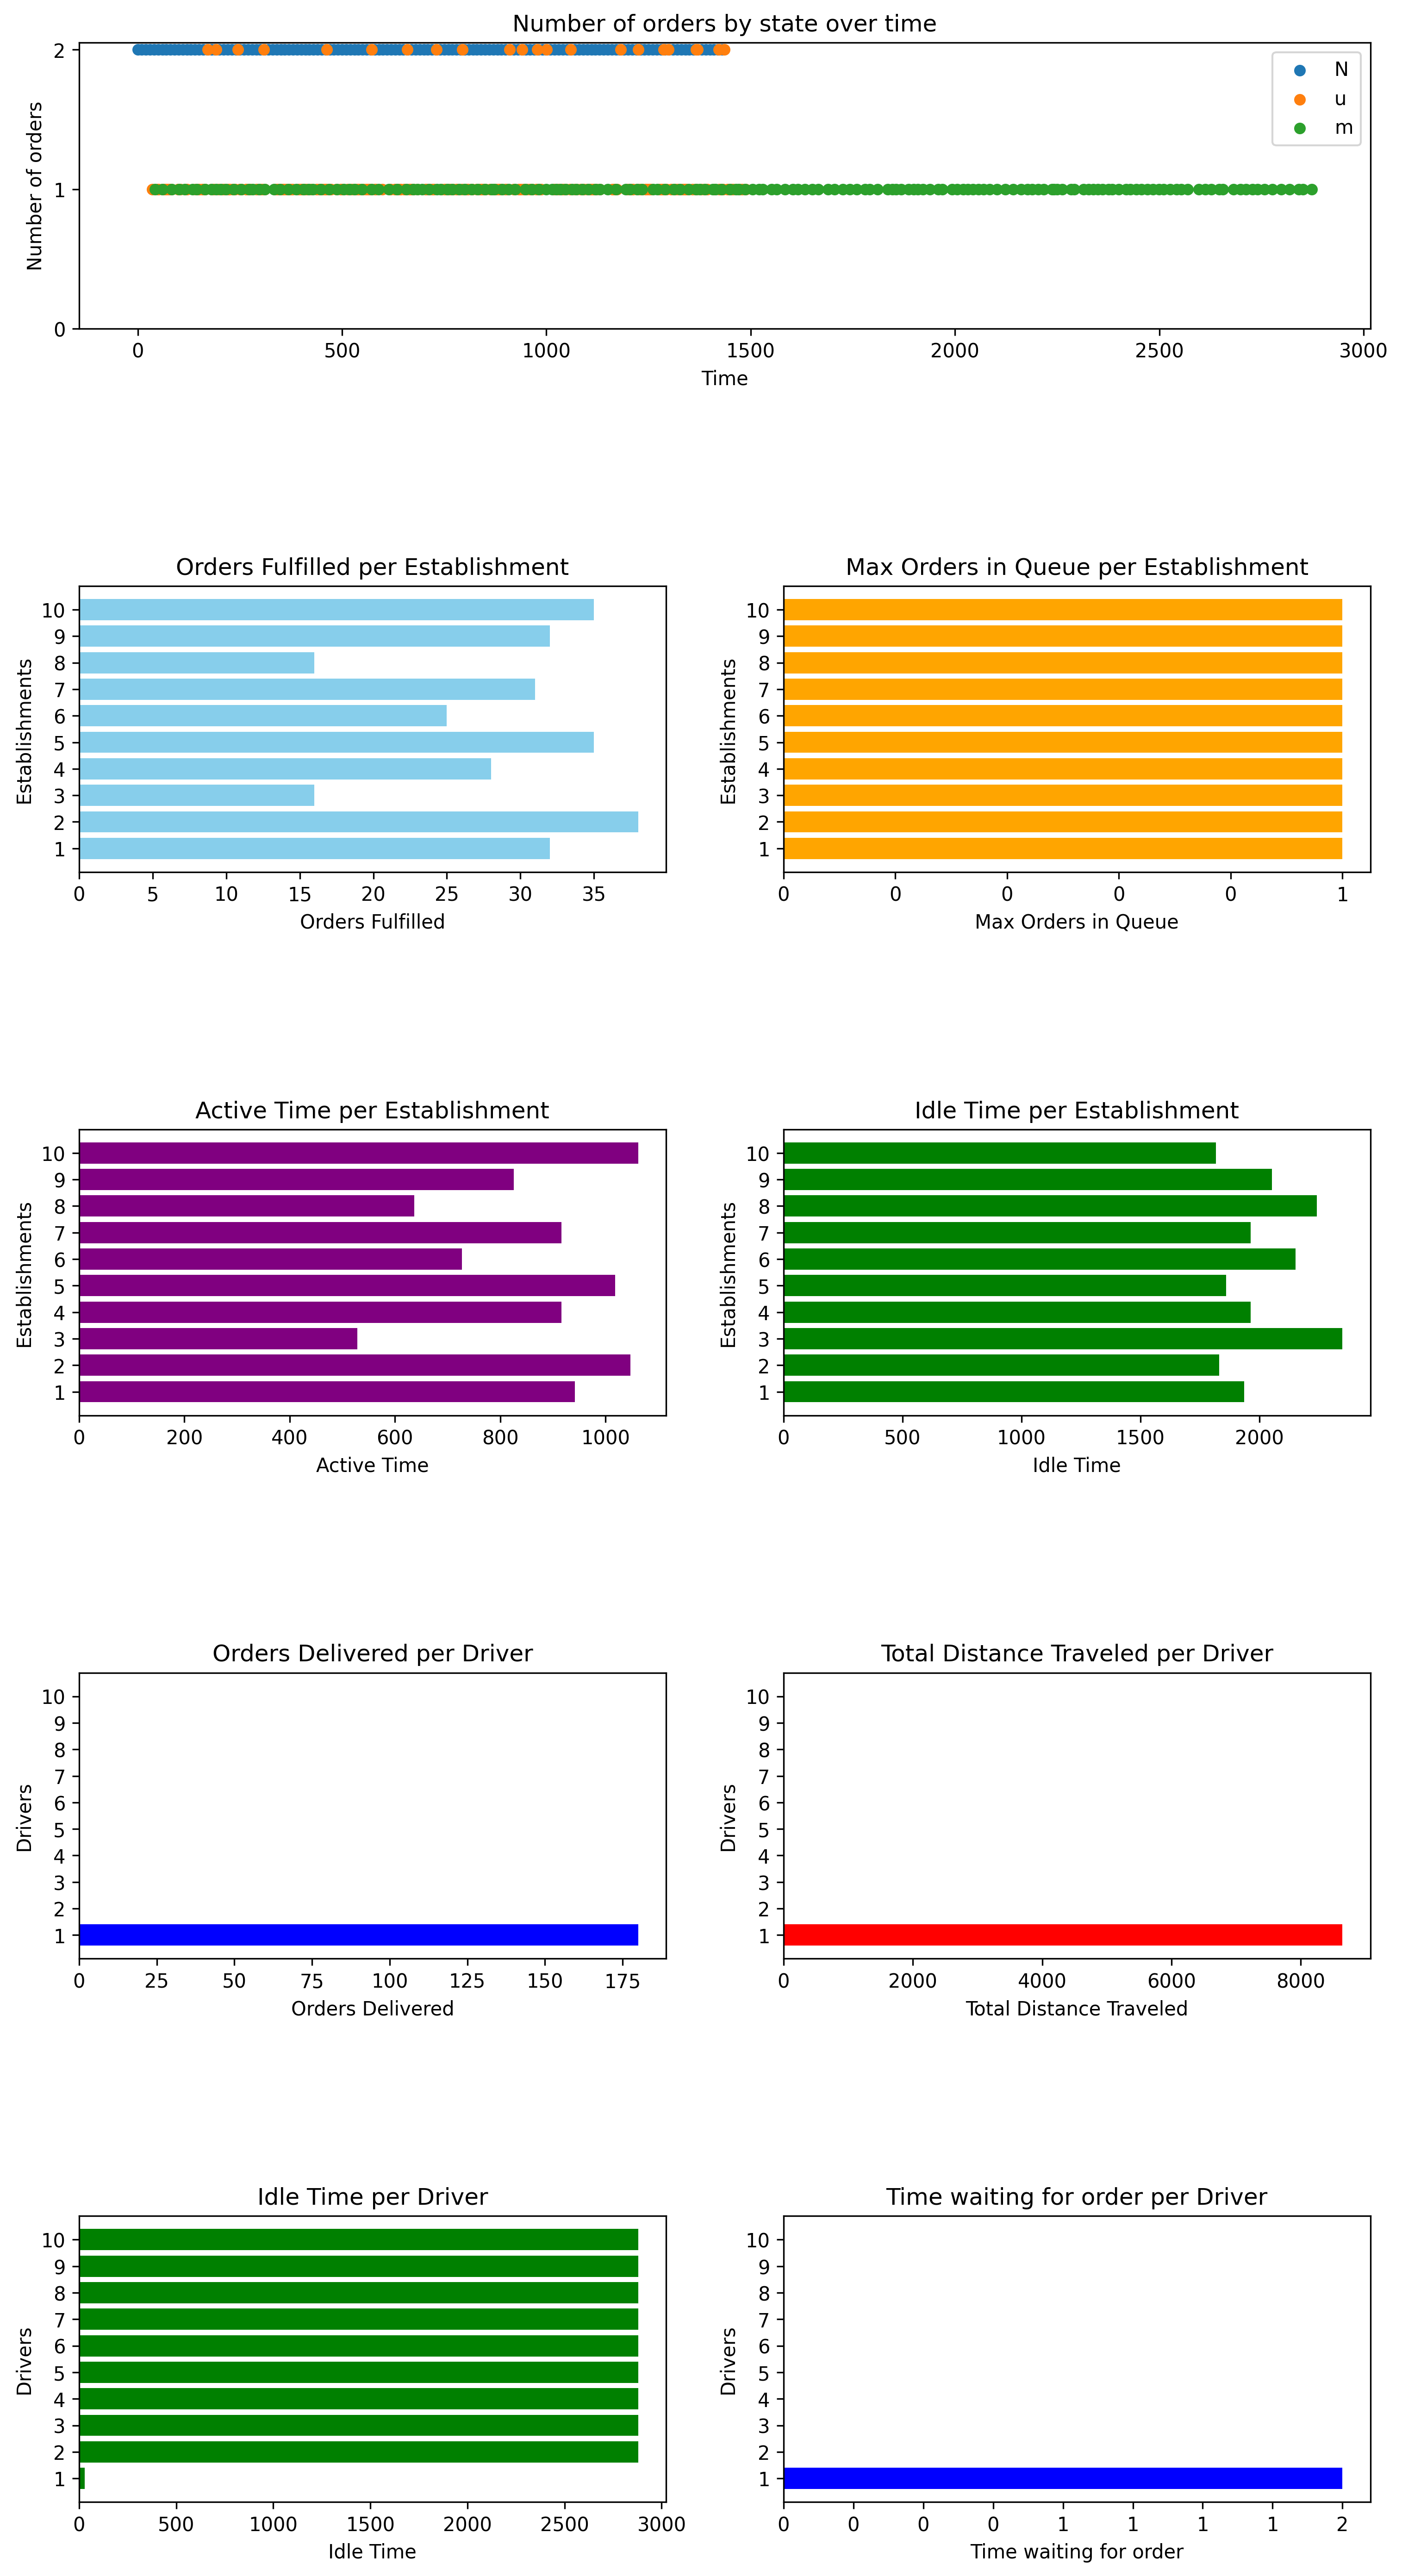 Number of orders by state over time
Number of orders
2
1
0
N
u
m
0 500 1000 1500 2000 2500 3000
Time
Orders Fulfilled per Establishment
Establishments
10
9
8
7
6
5
4
3
2
1
0 5 10 15 20 25 30 35
Orders Fulfilled
Max Orders in Queue per Establishment
Establishments
10
9
8
7
6
5
4
3
2
1
0 0 0 0 0 1
Max Orders in Queue
Active Time per Establishment
Establishments
10
9
8
7
6
5
4
3
2
1
0 200 400 600 800 1000
Active Time
Idle Time per Establishment
Establishments
10
9
8
7
6
5
4
3
2
1
0 500 1000 1500 2000
Idle Time
Orders Delivered per Driver
Drivers
10
9
8
7
6
5
4
3
2
1
0 25 50 75 100 125 150 175
Orders Delivered
Total Distance Traveled per Driver
Drivers
10
9
8
7
6
5
4
3
2
1
0 2000 4000 6000 8000
Total Distance Traveled
Idle Time per Driver
Drivers
10
9
8
7
6
5
4
3
2
1
0 500 1000 1500 2000 2500 3000
Idle Time
Time waiting for order per Driver
Drivers
10
9
8
7
6
5
4
3
2
1
0 0 0 0 1 1 1 1 2
Time waiting for order